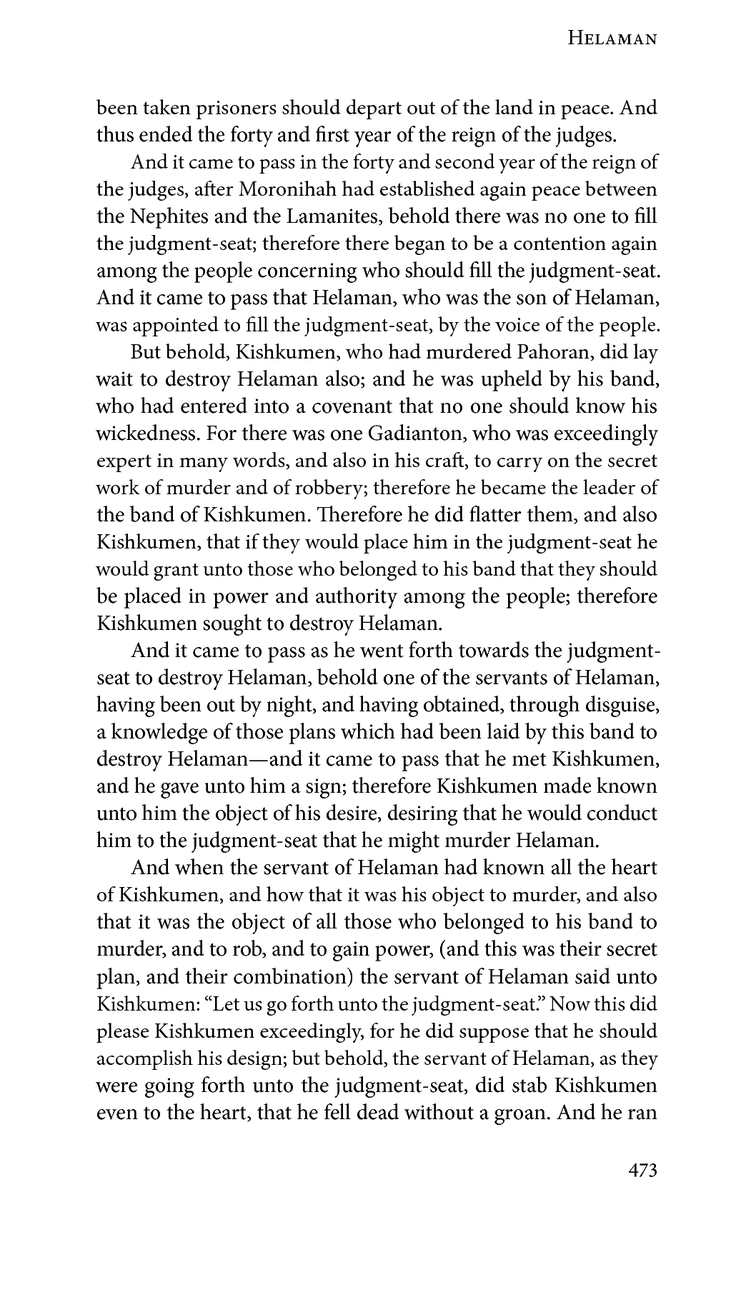 Helaman
been taken prisoners should depart out of the land in peace. And
thus ended the forty and first year of the reign of the judges.
And it came to pass in the forty and second year of the reign of
the judges, after Moronihah had established again peace between
the Nephites and the Lamanites, behold there was no one to fill
the judgment-seat; therefore there began to be a contention again
among the people concerning who should fill the judgment-seat.
And it came to pass that Helaman, who was the son of Helaman,
was appointed to fill the judgment-seat, by the voice of the people.
But behold, Kishkumen, who had murdered Pahoran, did lay
wait to destroy Helaman also; and he was upheld by his band,
who had entered into a covenant that no one should know his
wickedness. For there was one Gadianton, who was exceedingly
expert in many words, and also in his craft, to carry on the secret
work of murder and of robbery; therefore he became the leader of
the band of Kishkumen. Therefore he did flatter them, and also
Kishkumen, that if they would place him in the judgment-seat he
would grant unto those who belonged to his band that they should
be placed in power and authority among the people; therefore
Kishkumen sought to destroy Helaman.
And it came to pass as he went forth towards the judgment-
seat to destroy Helaman, behold one of the servants of Helaman,
having been out by night, and having obtained, through disguise,
a knowledge of those plans which had been laid by this band to
destroy Helaman—and it came to pass that he met Kishkumen,
and he gave unto him a sign; therefore Kishkumen made known
unto him the object of his desire, desiring that he would conduct
him to the judgment-seat that he might murder Helaman.
And when the servant of Helaman had known all the heart
of Kishkumen, and how that it was his object to murder, and also
that it was the object of all those who belonged to his band to
murder, and to rob, and to gain power, (and this was their secret
plan, and their combination) the servant of Helaman said unto
Kishkumen: “Let us go forth unto the judgment-seat.” Now this did
please Kishkumen exceedingly, for he did suppose that he should
accomplish his design; but behold, the servant of Helaman, as they
were going forth unto the judgment-seat, did stab Kishkumen
even to the heart, that he fell dead without a groan. And he ran
473